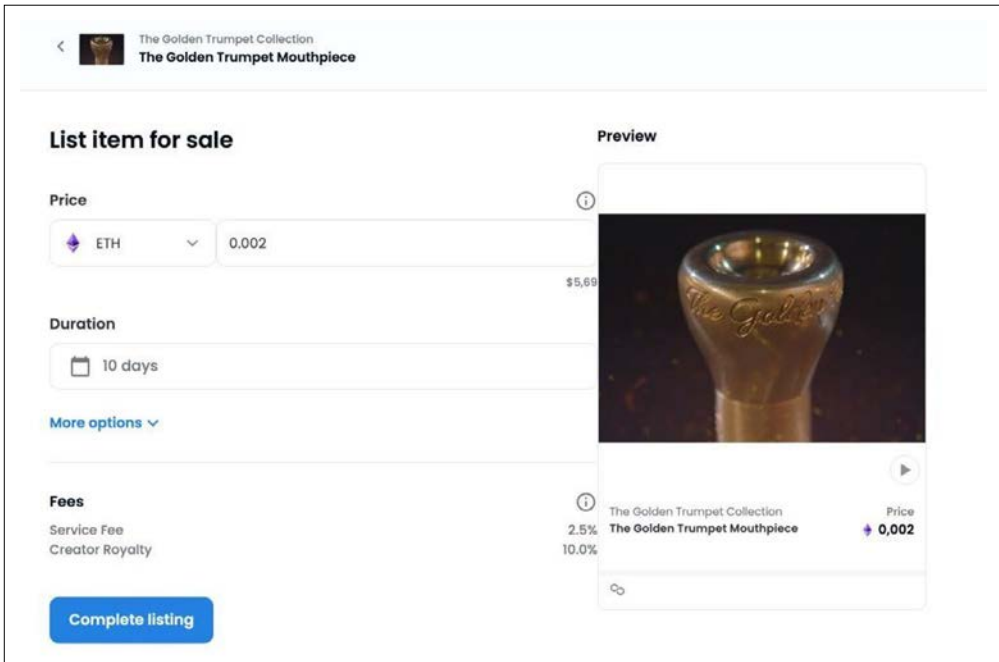 The Golden Trumpet Collection
The Golden Trumpet Mouthpiece
List item for sale
Price
ETH
0,002
$5,69
Duration
10 days
More options
Fees
Service Fee
2.5%
Creator Royalty
10.0%
Complete listing
Preview
The Golden
The Golden Trumpet Collection
Price
The Golden Trumpet Mouthpiece
0,002